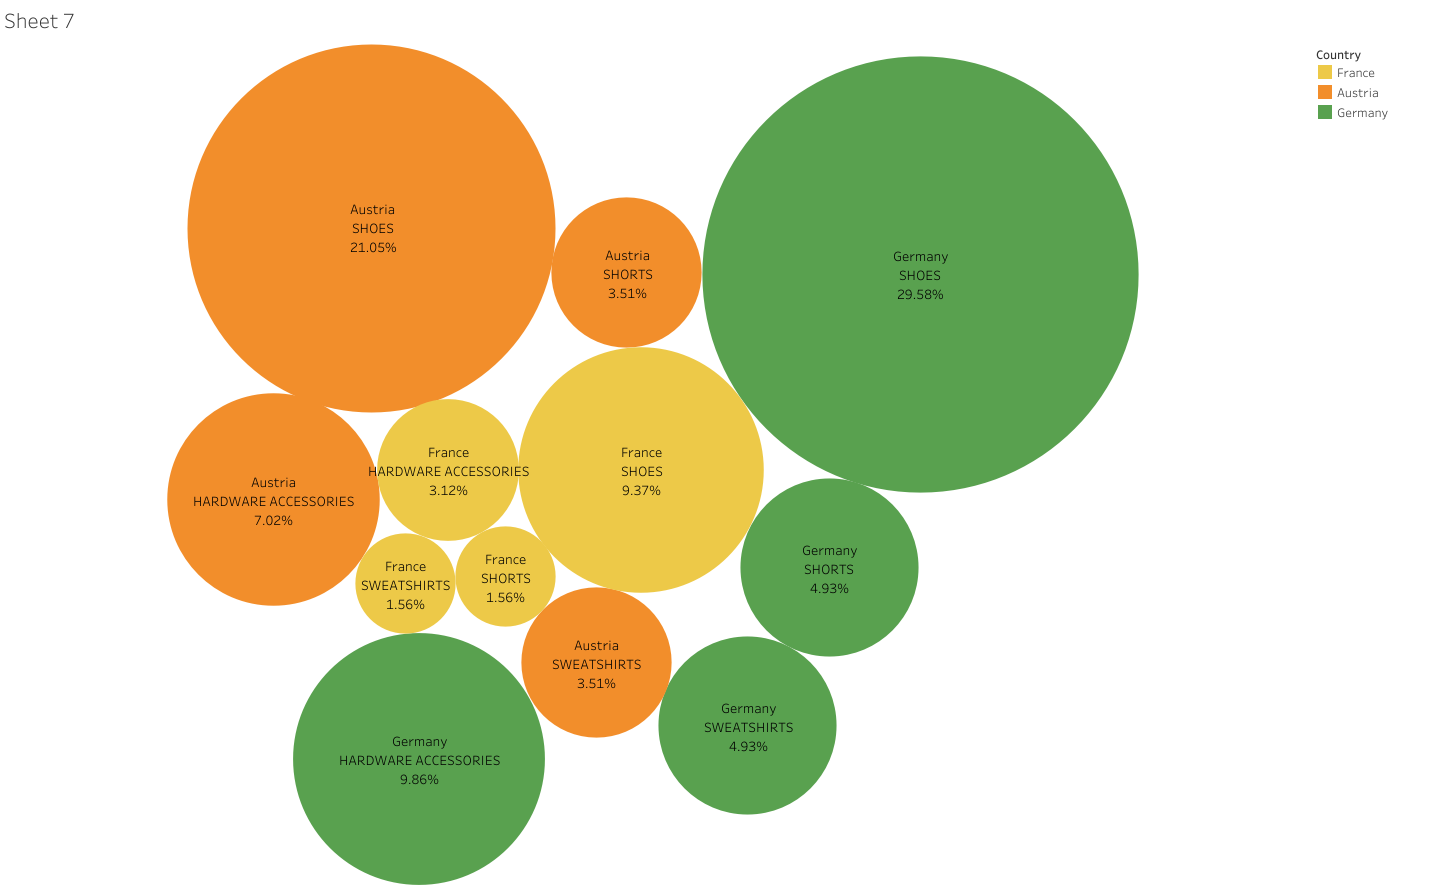 Sheet 7
Country
France
Austria
Germany
Austria
SHOES
21.05%
Austria
SHORTS
3.51%
Germany
SHOES
29.58%
France
HARDWARE ACCESSORIES
3.12%
France
SHOES
9.37%
Austria
HARDWARE ACCESSORIES
7.02%
France
SWEATSHIRTS
1.56%
France
SHORTS
1.56%
Germany
SHORTS
4.93%
Austria
SWEATSHIRTS
3.51%
Germany
SWEATSHIRTS
4.93%
Germany
HARDWARE ACCESSORIES
9.86%